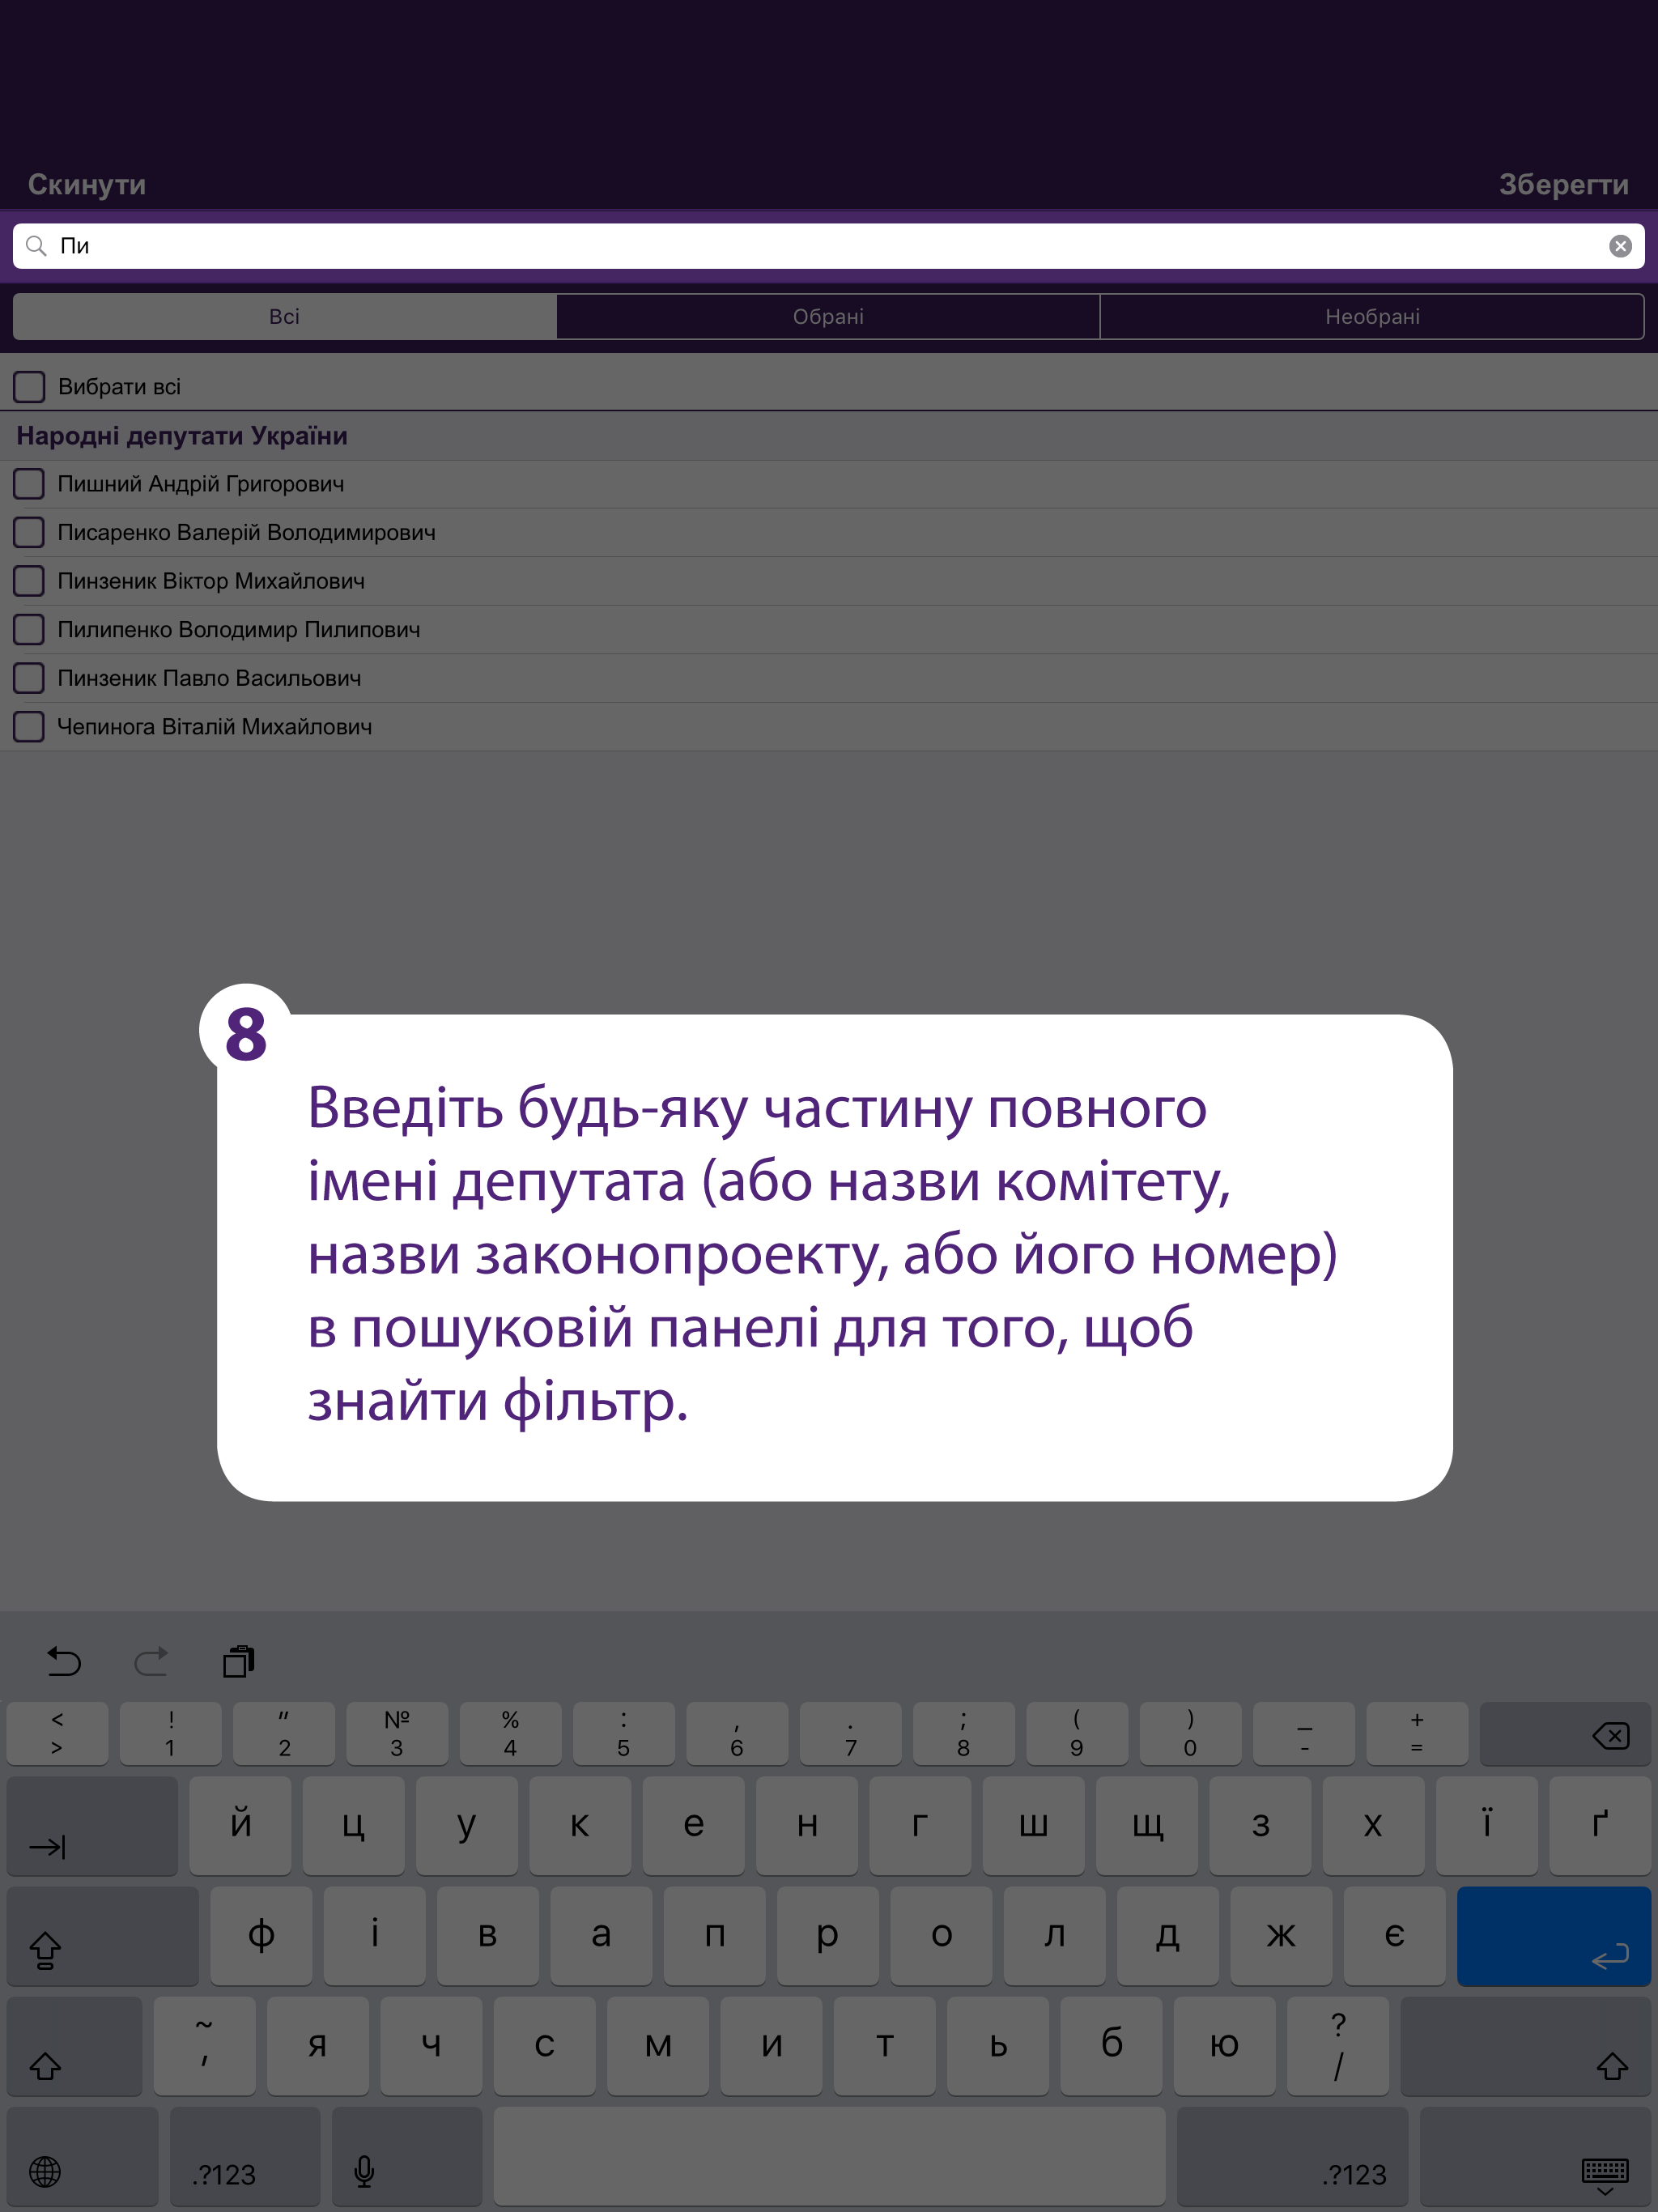 Скинути
Зберегти
Пи
Всі
Обрані
Необрані
Вибрати всі
Народні депутати України
Пишний Андрій Григорович
Писаренко Валерій Володимирович
Пинзеник Віктор Михайлович
Пилипенко Володимир Пилипович
Пинзеник Павло Васильович
Чепинога Віталій Михайлович
8
Введіть будь-яку частину повного
імені депутата (або назви комітету,
назви законопроекту, або його номер)
в пошуковій панелі для того, щоб
знайти фільтр.
< ! " № % : , . ; ( ) _ +
> 1 2 3 4 5 6 7 8 9 0 - =
й ц у к е н г ш щ з х ї ґ
ф і в а п р о л д ж є
~ ?
' я ч с м и т ь б ю /
.?123 .?123